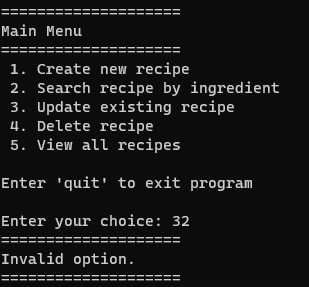 ====================
Main Menu
====================
 1. Create new recipe
 2. Search recipe by ingredient
 3. Update existing recipe
 4. Delete recipe
 5. View all recipes

Enter 'quit' to exit program

Enter your choice: 32
====================
Invalid option.
====================